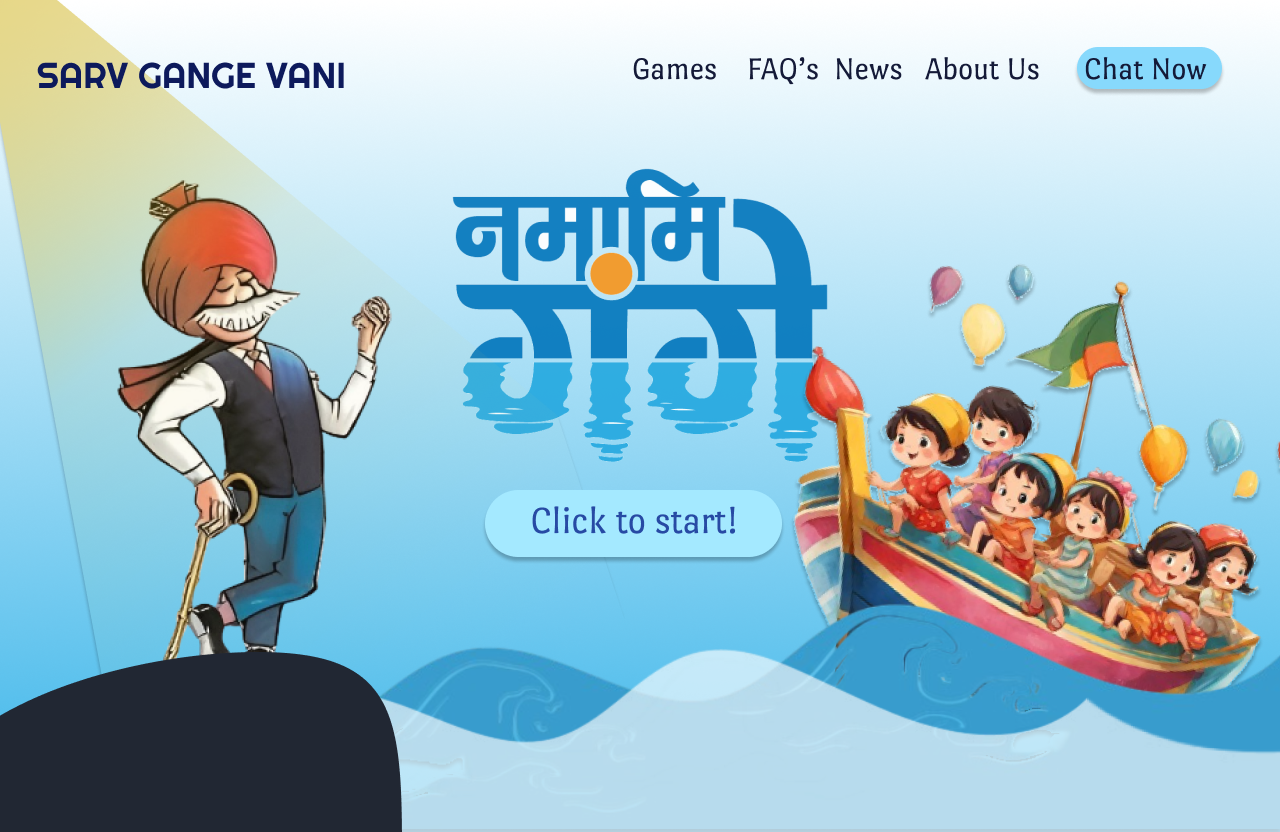 SARV GANGE VANI
Games FAQ’s News About Us Chat Now
नमामि
गंगे
Click to start!